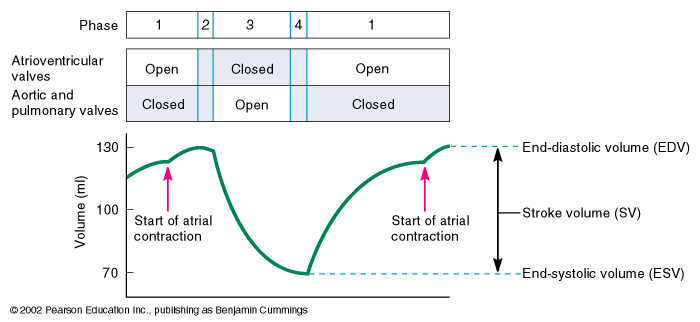 Phase 1 2 3 4 1
Atrioventricular
valves
Open Closed Open
Aortic and
pulmonary valves
Closed Open Closed
Volume (ml)
130
100
70
Start of atrial
contraction
Start of atrial
contraction
End-diastolic volume (EDV)
Stroke volume (SV)
End-systolic volume (ESV)
© 2002 Pearson Education Inc., publishing as Benjamin Cummings